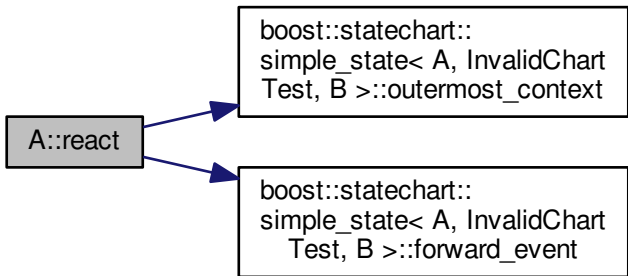 A::react
boost::statechart::
simple_state< A, InvalidChart
Test, B >::outermost_context
boost::statechart::
simple_state< A, InvalidChart
Test, B >::forward_event